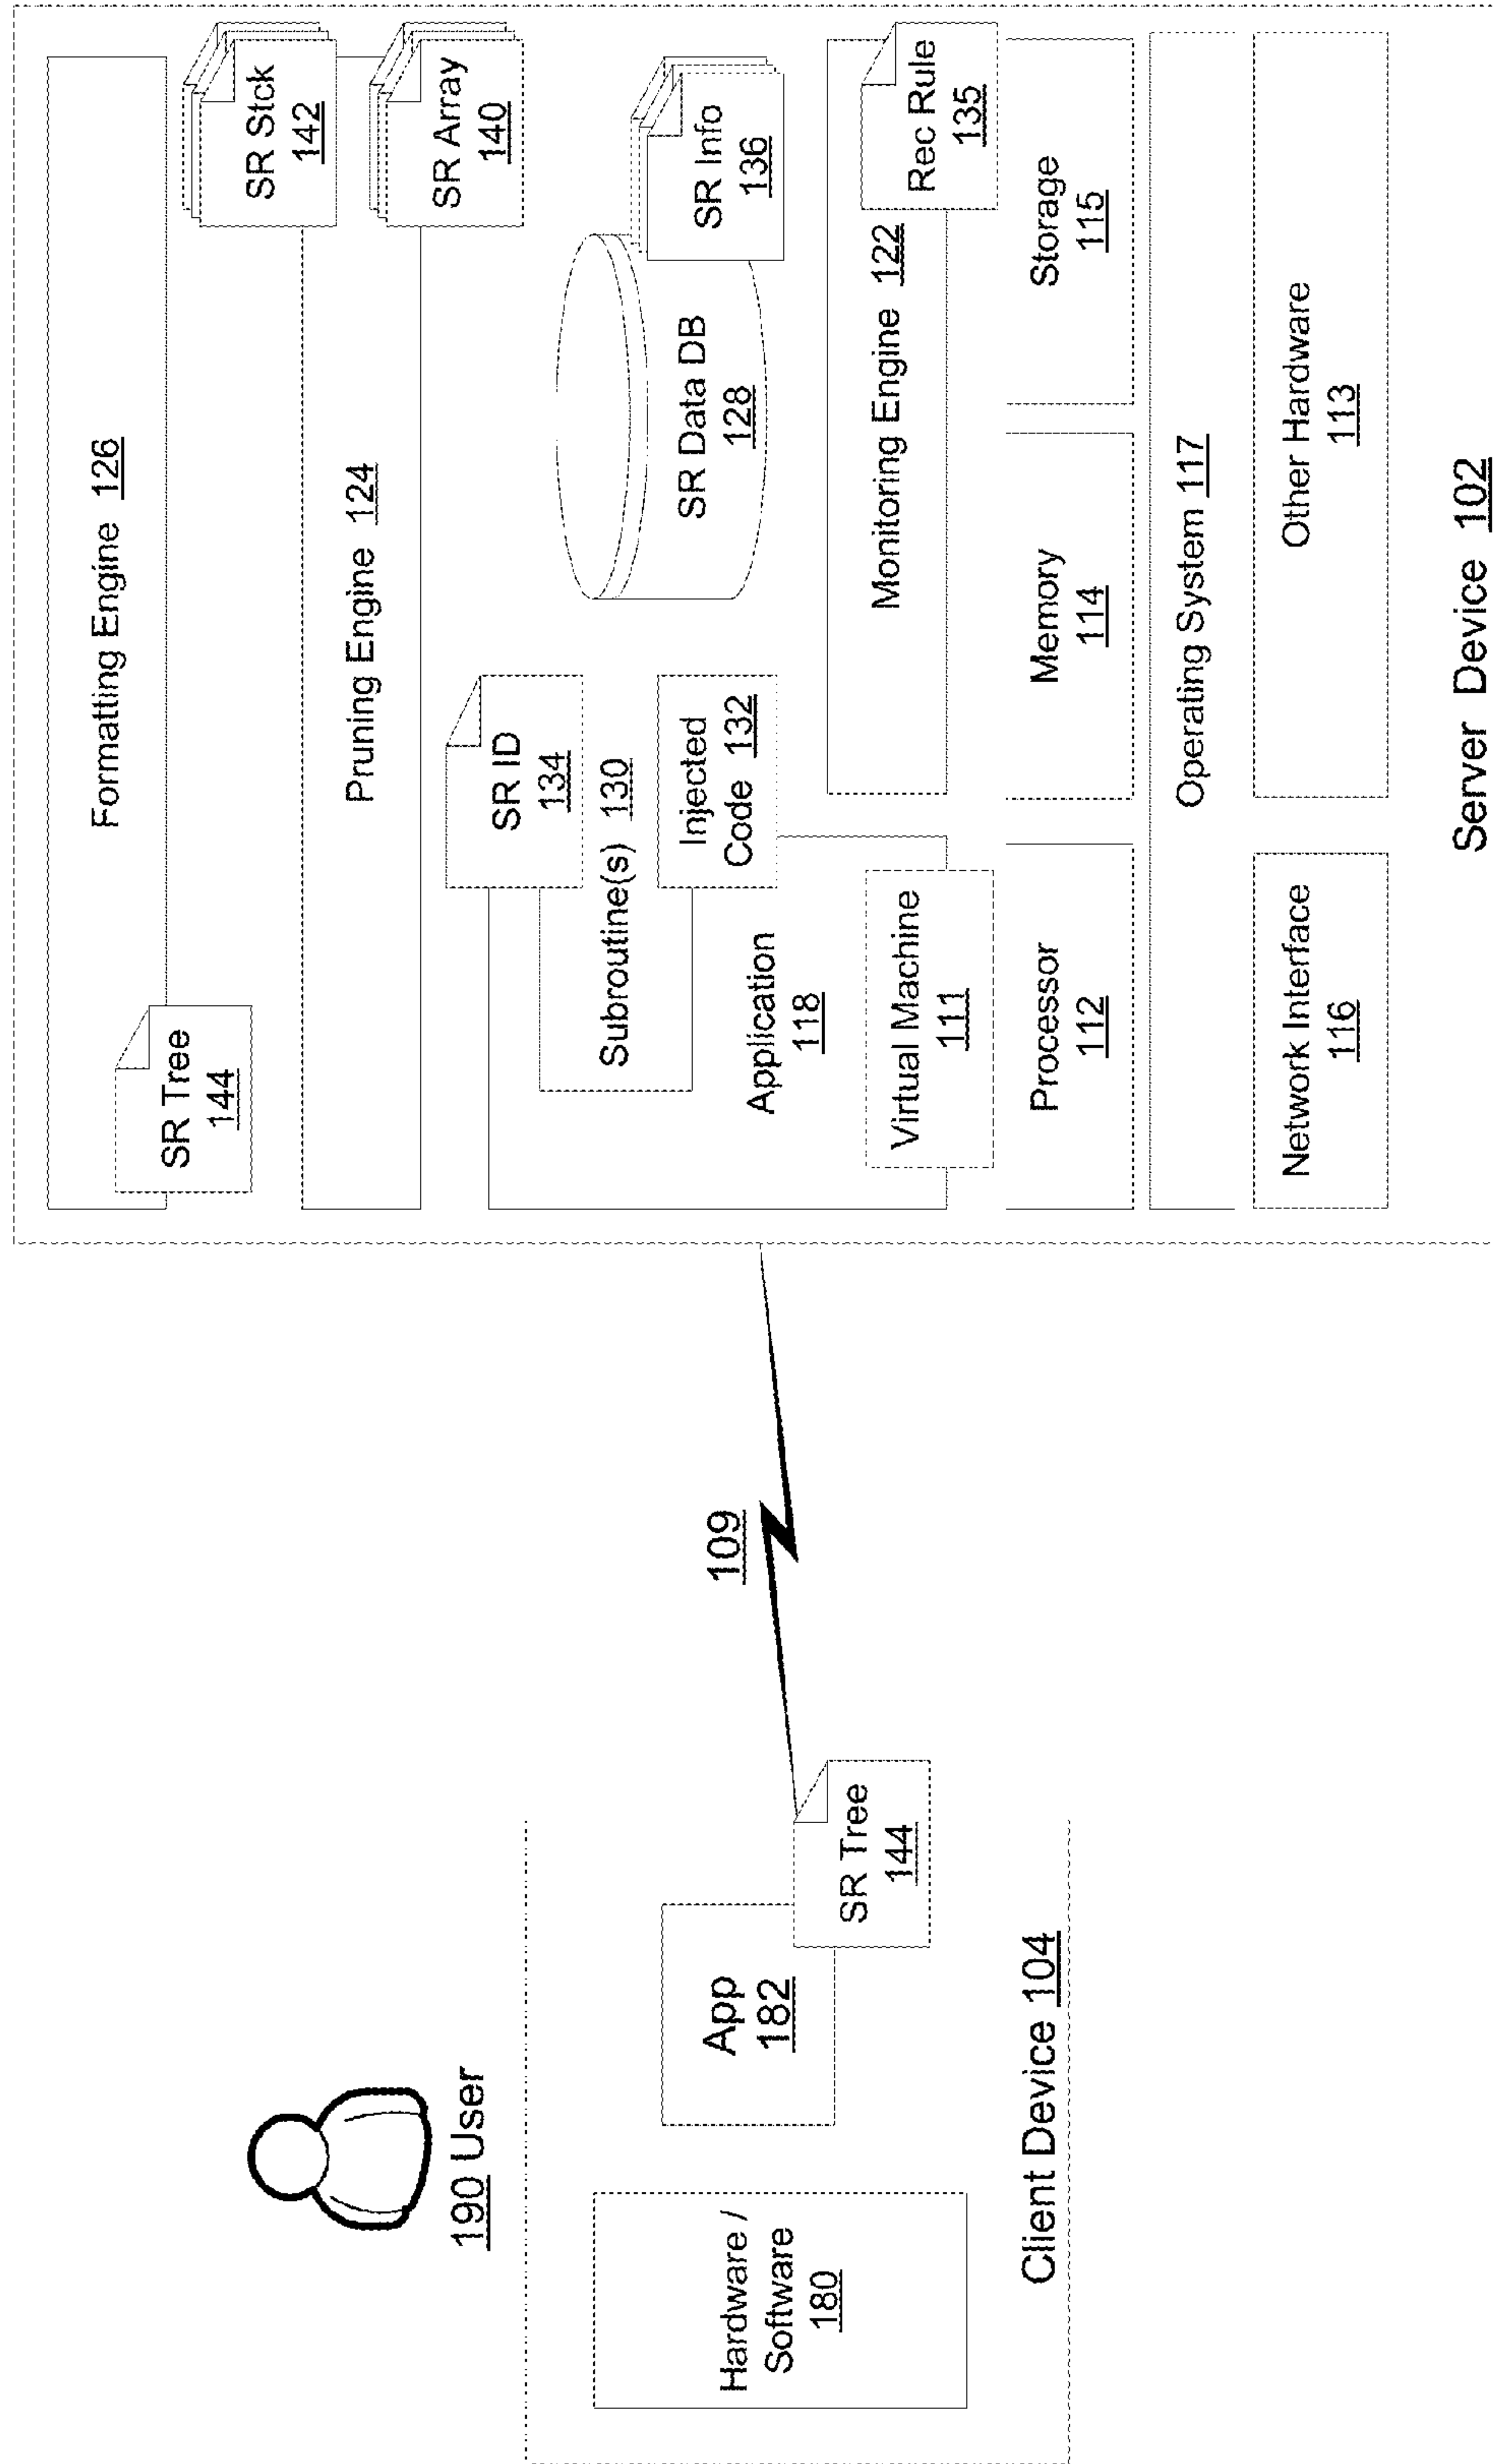 190 User
Hardware /
Software
180
App
182
SR Tree
144
Client Device 104
109
Formatting Engine 126
SR Tree
144
SR Stck
142
Pruning Engine 124
SR Array
140
SR ID
134
Subroutine(s) 130
Injected
Code 132
Application
118
Virtual Machine
111
SR Data DB
128
SR Info
136
Monitoring Engine 122
Rec Rule
135
Processor
112
Memory
114
Storage
115
Operating System 117
Network Interface
116
Other Hardware
113
Server Device 102